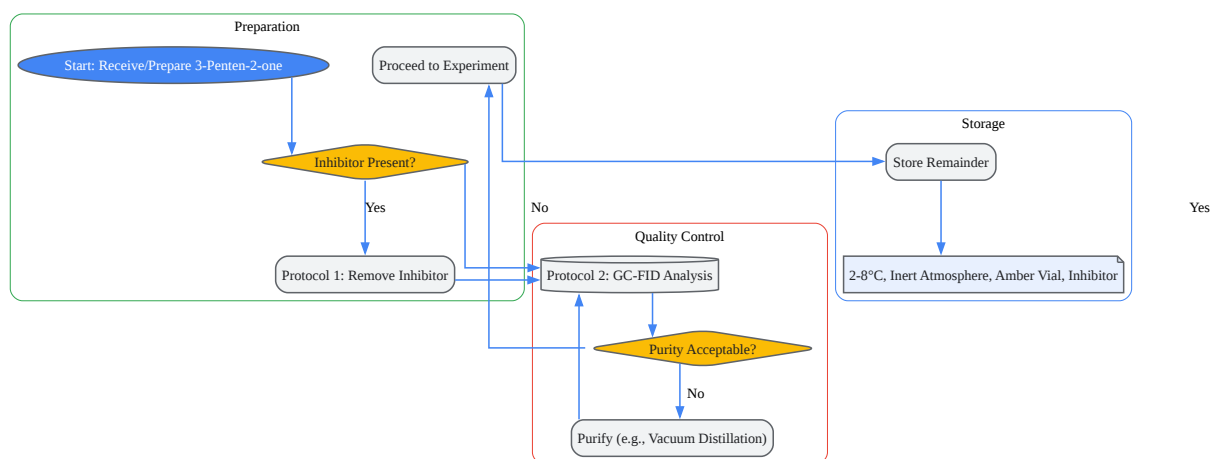 Preparation
Start: Receive/Prepare 3-Penten-2-one
Proceed to Experiment
Inhibitor Present?
Yes
No
Protocol 1: Remove Inhibitor
Quality Control
Protocol 2: GC-FID Analysis
Purity Acceptable?
No
Purify (e.g., Vacuum Distillation)
Storage
Store Remainder
Yes
2-8°C, Inert Atmosphere, Amber Vial, Inhibitor